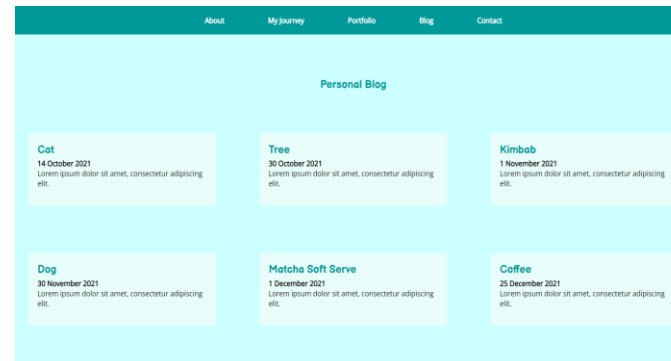 About My Journey Portfolio Blog Contact
Personal Blog
Cat
14 October 2021
Lorem ipsum dolor sit amet, consectetur adipiscing
elit.
Tree
30 October 2021
Lorem ipsum dolor sit amet, consectetur adipiscing
elit.
Kimbab
1 November 2021
Lorem ipsum dolor sit amet, consectetur adipiscing
elit.
Dog
30 November 2021
Lorem ipsum dolor sit amet, consectetur adipiscing
elit.
Matcha Soft Serve
1 December 2021
Lorem ipsum dolor sit amet, consectetur adipiscing
elit.
Coffee
25 December 2021
Lorem ipsum dolor sit amet, consectetur adipiscing
elit.